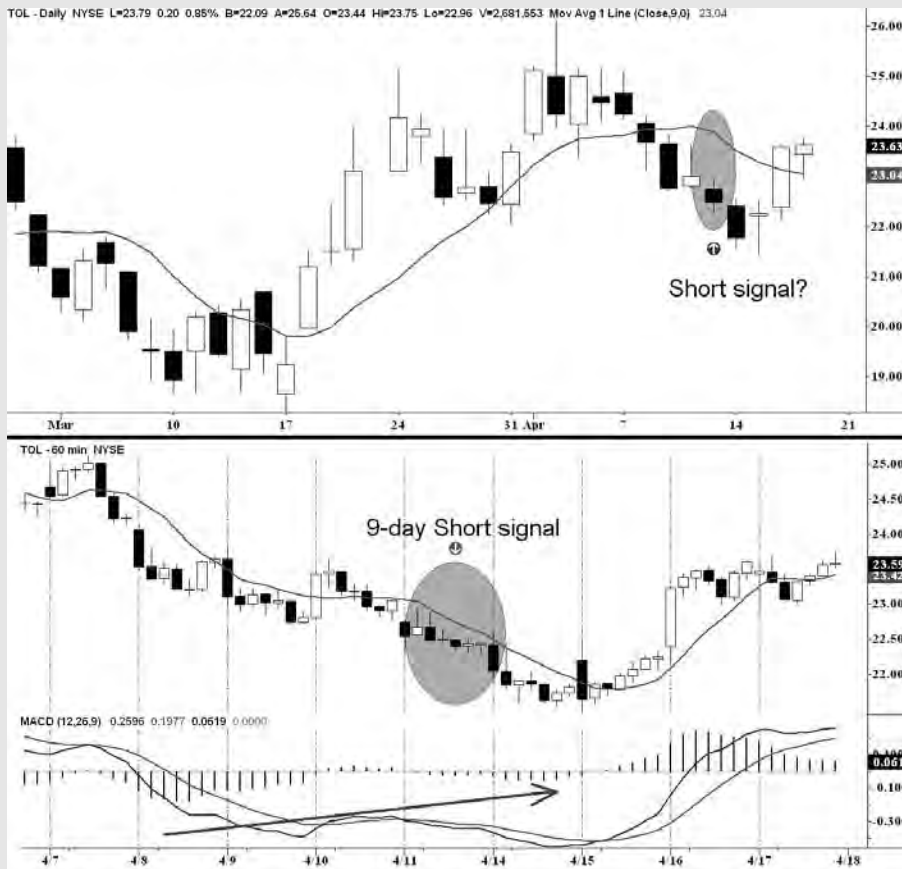 TOL - Daily NYSE L=23.79 0.20 0.85% B=22.09 A=25.64 O=23.44 Hi=23.75 Lo=22.96 V=2,681,553 Mov Avg 1 Line (Close,9,0) 23.04
26.00
25.00
24.00
23.63
23.04
22.00
21.00
20.00
19.00
Short signal?
Mar 10 17 24 31 Apr 7 14 21
TOL - 60 min NYSE
25.00
24.50
24.00
23.59
23.42
23.00
22.50
22.00
9-day Short signal
MACD (12,26,9) 0.2596 0.1977 0.0619 0.0000
0.061
0.100
0.300
4/7 4/8 4/9 4/10 4/11 4/14 4/15 4/16 4/17 4/18